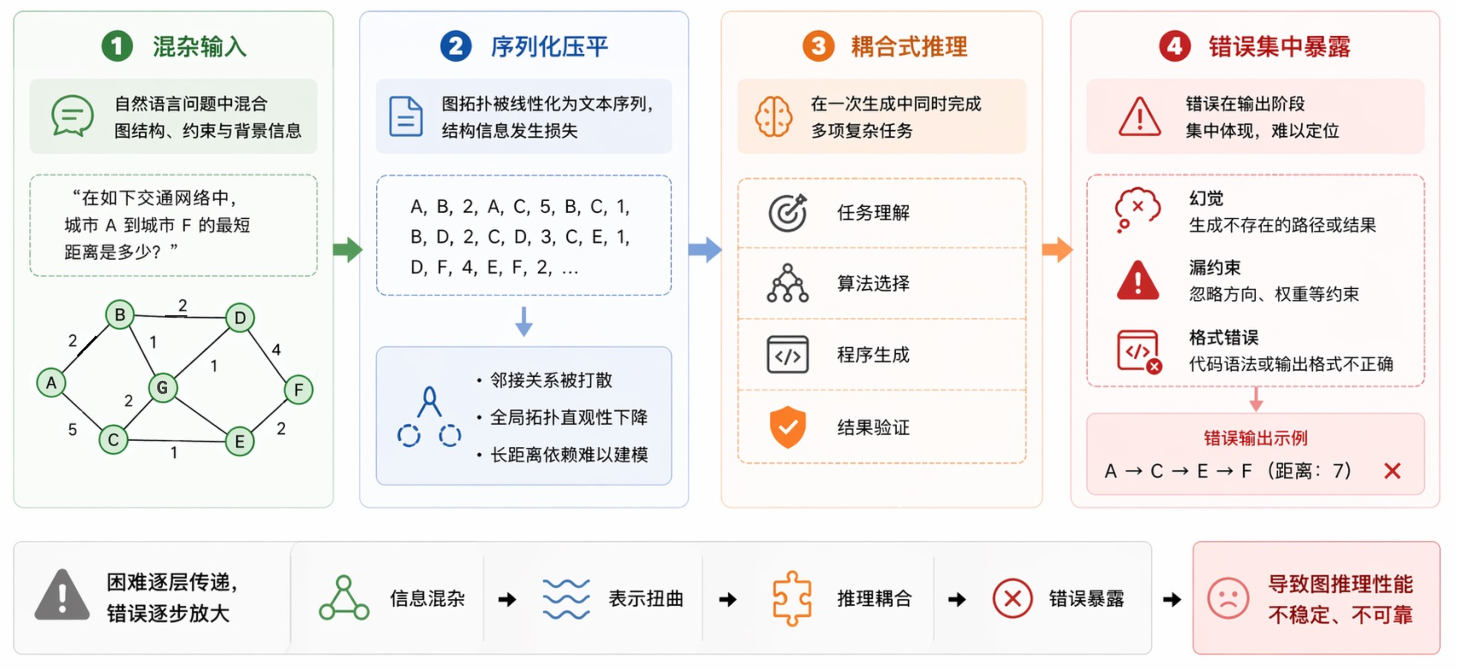 1 混杂输入
自然语言问题中混合
图结构、约束与背景信息
“在如下交通网络中，
城市 A 到城市 F 的最短
距离是多少？”
B
2
D
2
1
1
4
A
G
F
2
5
C
E
2
1
2 序列化压平
图拓扑被线性化为文本序列，
结构信息发生损失
A, B, 2, A, C, 5, B, C, 1,
B, D, 2, C, D, 3, C, E, 1,
D, F, 4, E, F, 2, ...
• 邻接关系被打散
• 全局拓扑直观性下降
• 长距离依赖难以建模
3 耦合式推理
在一次生成中同时完成
多项复杂任务
任务理解
算法选择
</> 程序生成
结果验证
4 错误集中暴露
错误在输出阶段
集中体现，难以定位
幻觉
生成不存在的路径或结果
漏约束
忽略方向、权重等约束
格式错误
</> 代码语法或输出格式不正确
错误输出示例
A → C → E → F（距离：7） ×
困难逐层传递，
错误逐步放大
信息混杂 → 表示扭曲 → 推理耦合 → 错误暴露 →
导致图推理性能
不稳定、不可靠